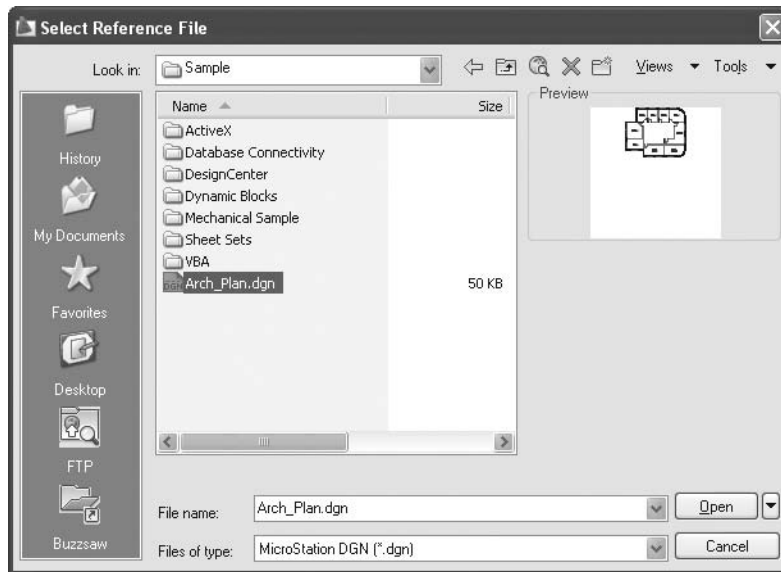 Select Reference File
Look in:
Sample
Views
Tools
History
My Documents
Favorites
Desktop
FTP
Buzzsaw
Name
Size
ActiveX
Database Connectivity
DesignCenter
Dynamic Blocks
Mechanical Sample
Sheet Sets
VBA
DGN Arch_Plan.dgn 50 KB
Preview
File name:
Arch_Plan.dgn
Open
Files of type:
MicroStation DGN (*.dgn)
Cancel